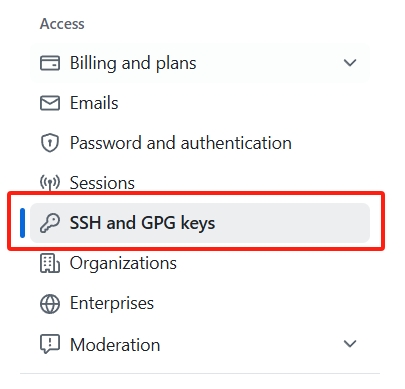 Access
Billing and plans
Emails
Password and authentication
Sessions
SSH and GPG keys
Organizations
Enterprises
Moderation